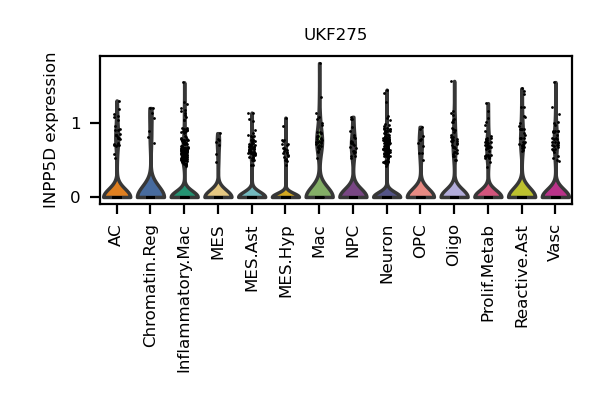 UKF275
INPP5D expression
1
0
AC
Chromatin.Reg
Inflammatory.Mac
MES
MES.Ast
MES.Hyp
Mac
NPC
Neuron
OPC
Oligo
Prolif.Metab
Reactive.Ast
Vasc